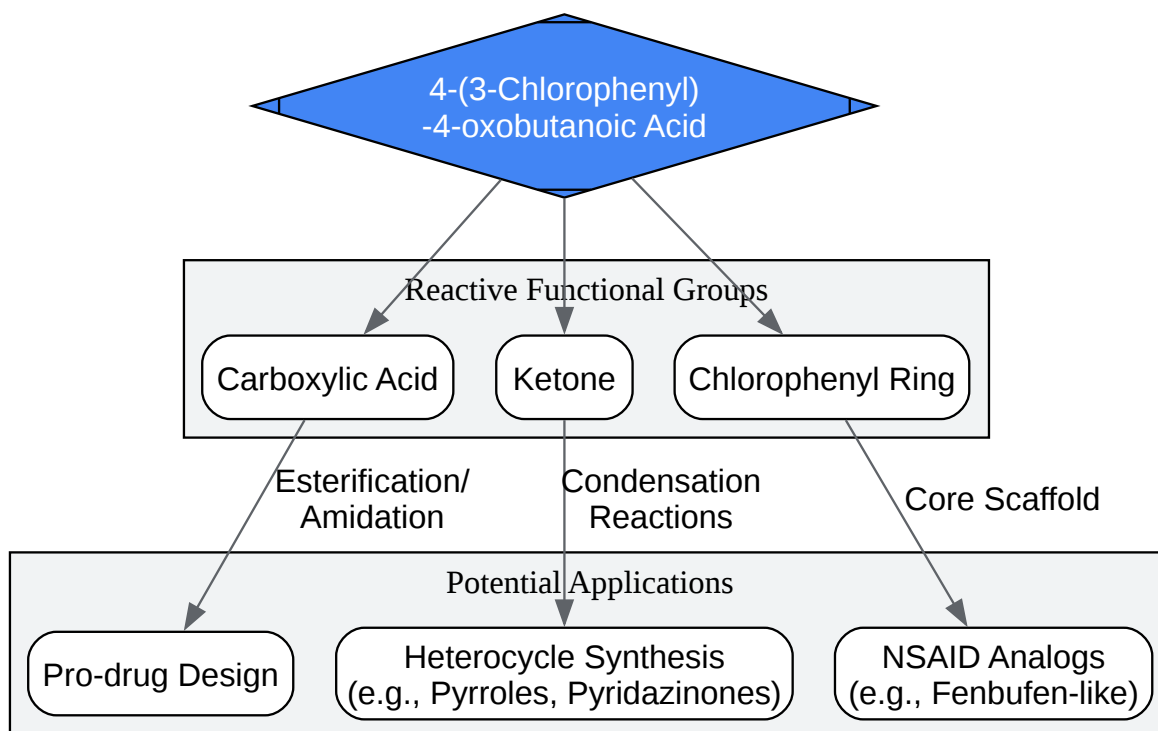 4-(3-Chlorophenyl)
-4-oxobutanoic Acid
Reactive Functional Groups
Carboxylic Acid
Ketone
Chlorophenyl Ring
Esterification/
Amidation
Condensation
Reactions
Core Scaffold
Potential Applications
Pro-drug Design
Heterocycle Synthesis
(e.g., Pyrroles, Pyridazinones)
NSAID Analogs
(e.g., Fenbufen-like)